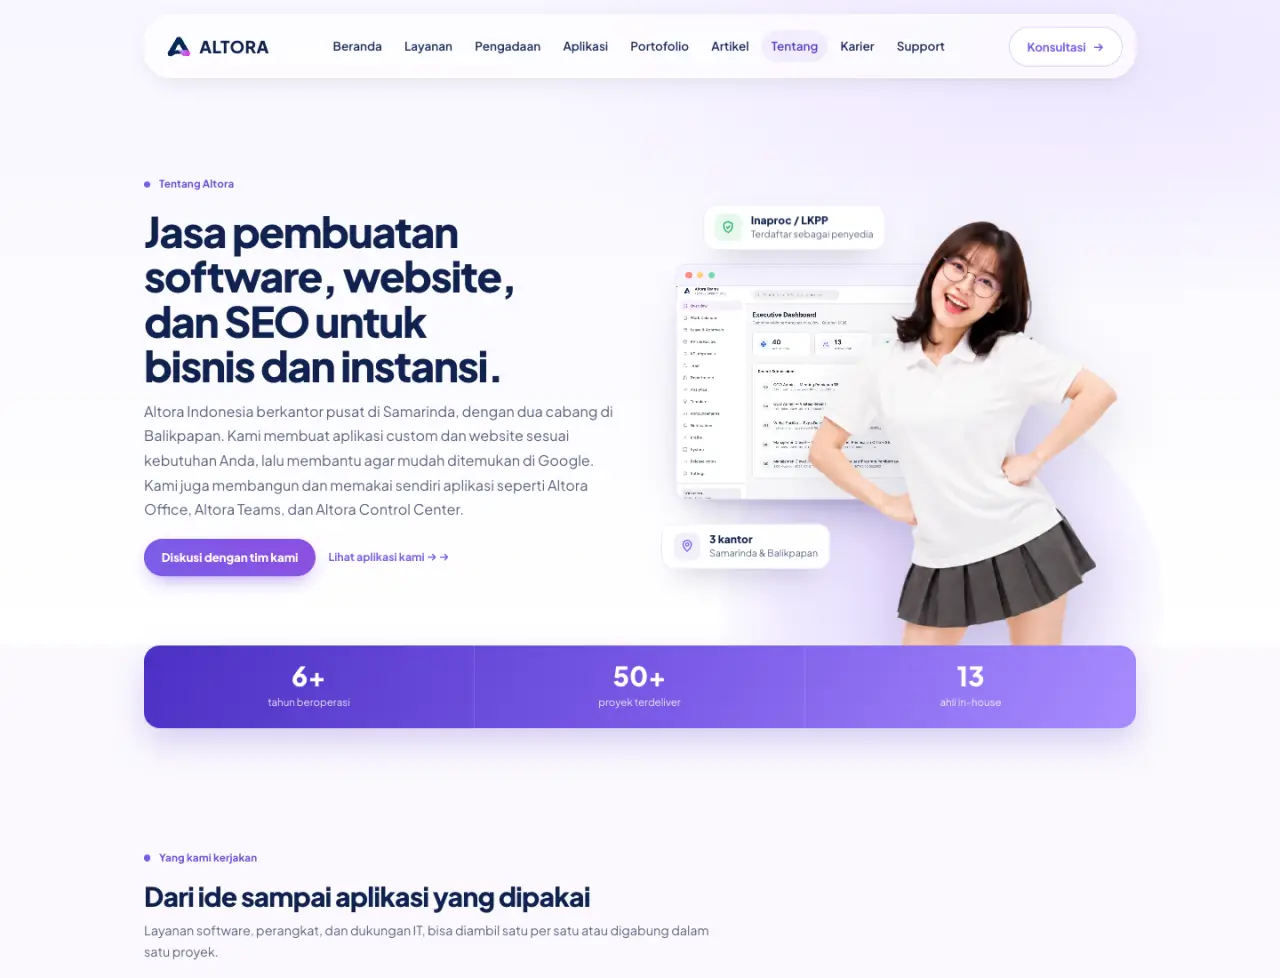 ALTORA
Beranda
Layanan
Pengadaan
Aplikasi
Portofolio
Artikel
Tentang
Karier
Support
Konsultasi →
Tentang Altora
Jasa pembuatan
software, website,
dan SEO untuk
bisnis dan instansi.
Altora Indonesia berkantor pusat di Samarinda, dengan dua cabang di
Balikpapan. Kami membuat aplikasi custom dan website sesuai
kebutuhan Anda, lalu membantu agar mudah ditemukan di Google.
Kami juga membangun dan memakai sendiri aplikasi seperti Altora
Office, Altora Teams, dan Altora Control Center.
Diskusi dengan tim kami
Lihat aplikasi kami → →
Inaproc / LKPP
Terdaftar sebagai penyedia
Executive Dashboard
40
13
3 kantor
Samarinda & Balikpapan
6+
tahun beroperasi
50+
proyek terdeliver
13
ahli in-house
Yang kami kerjakan
Dari ide sampai aplikasi yang dipakai
Layanan software, perangkat, dan dukungan IT, bisa diambil satu per satu atau digabung dalam
satu proyek.